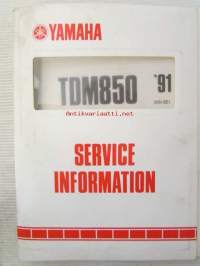 YAMAHA
TDM850 '91
SERVICE
INFORMATION
Antikvariaatti.net